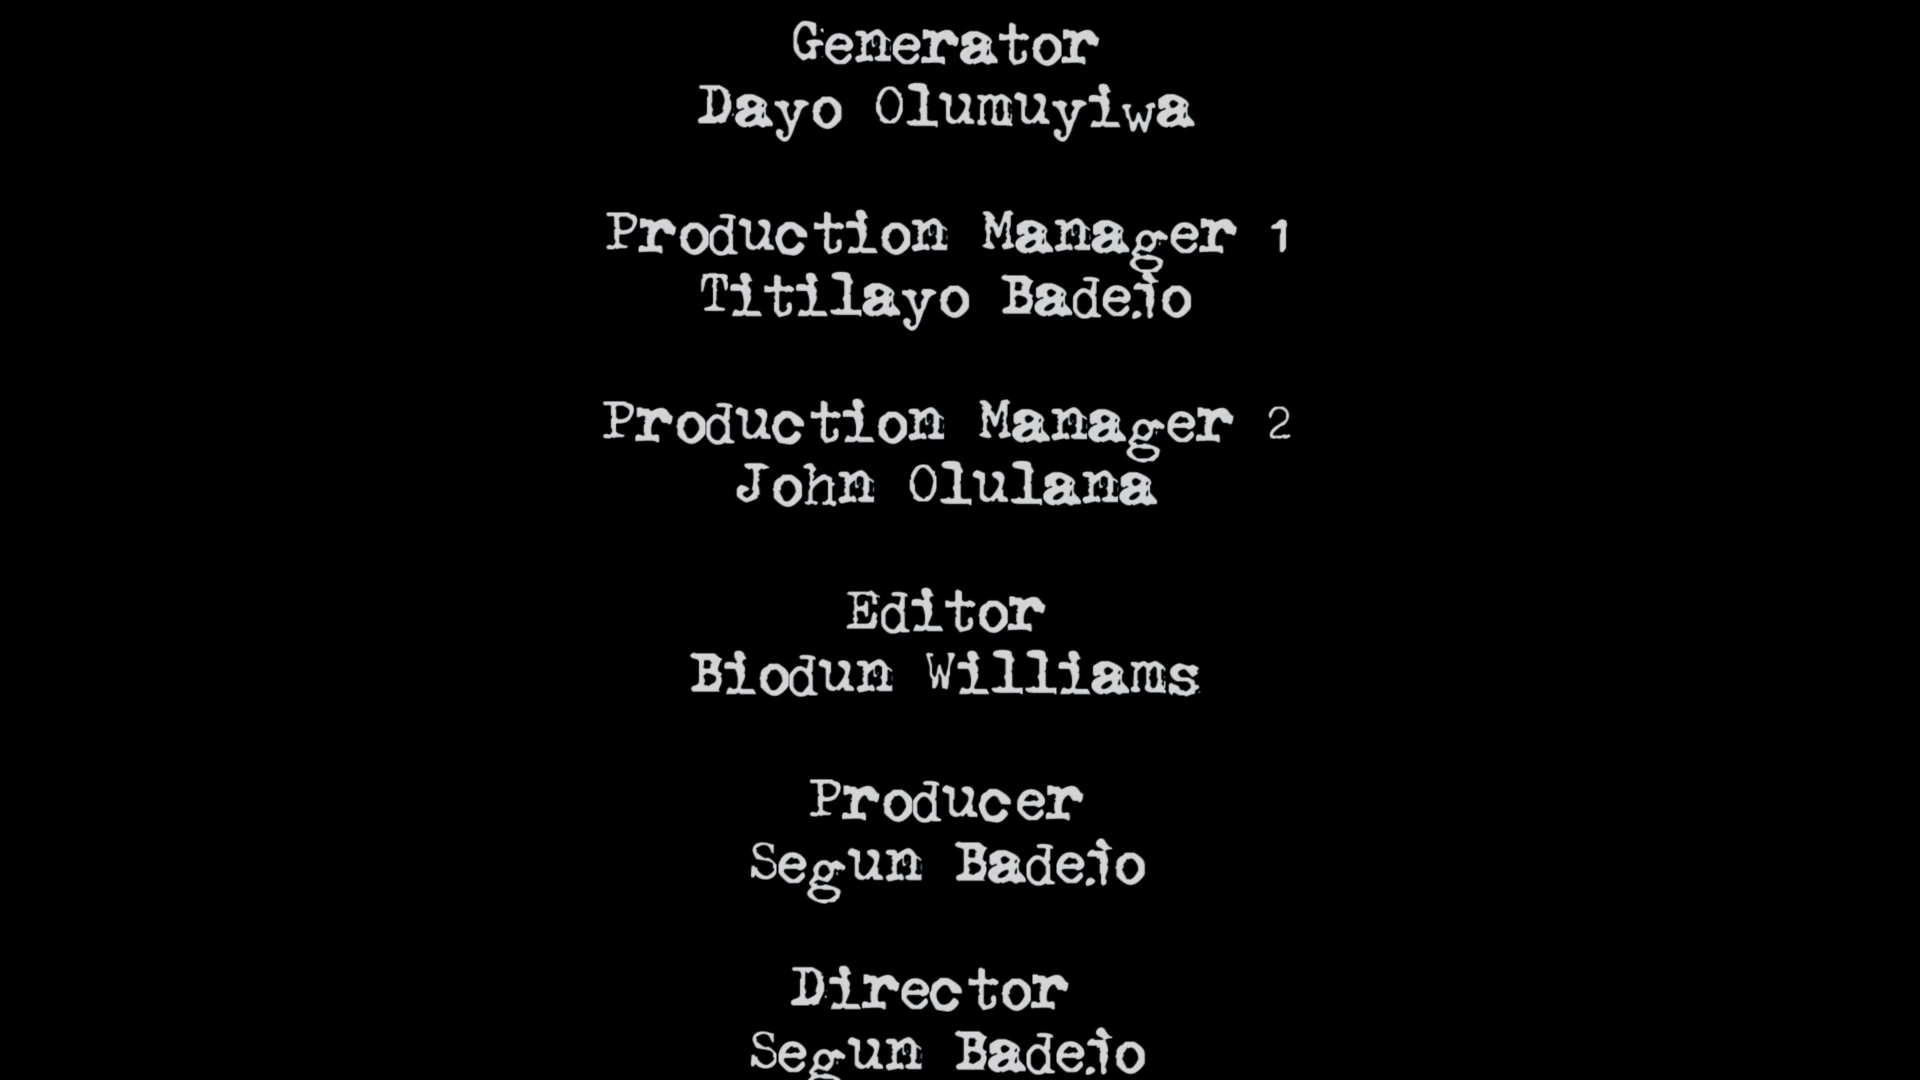 Generator
Dayo Olumuyiwa
Production Manager 1
Titilayo Badejo
Production Manager 2
John Olulana
Editor
Biodun Williams
Producer
Segun Badejo
Director
Segun Badejo